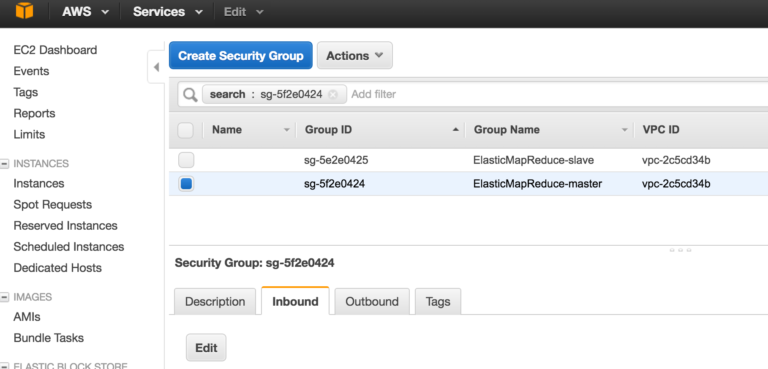 AWS Services Edit
EC2 Dashboard
Events
Tags
Reports
Limits
INSTANCES
Instances
Spot Requests
Reserved Instances
Scheduled Instances
Dedicated Hosts
IMAGES
AMIs
Bundle Tasks
ELASTIC BLOCK STORE
Create Security Group Actions
search : sg-5f2e0424 Add filter
Name Group ID Group Name VPC ID
sg-5e2e0425 ElasticMapReduce-slave vpc-2c5cd34b
sg-5f2e0424 ElasticMapReduce-master vpc-2c5cd34b
Security Group: sg-5f2e0424
Description Inbound Outbound Tags
Edit